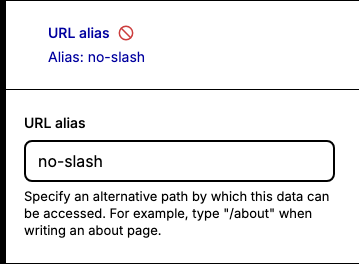 URL alias 🚫
Alias: no-slash
URL alias
no-slash
Specify an alternative path by which this data can
be accessed. For example, type "/about" when
writing an about page.